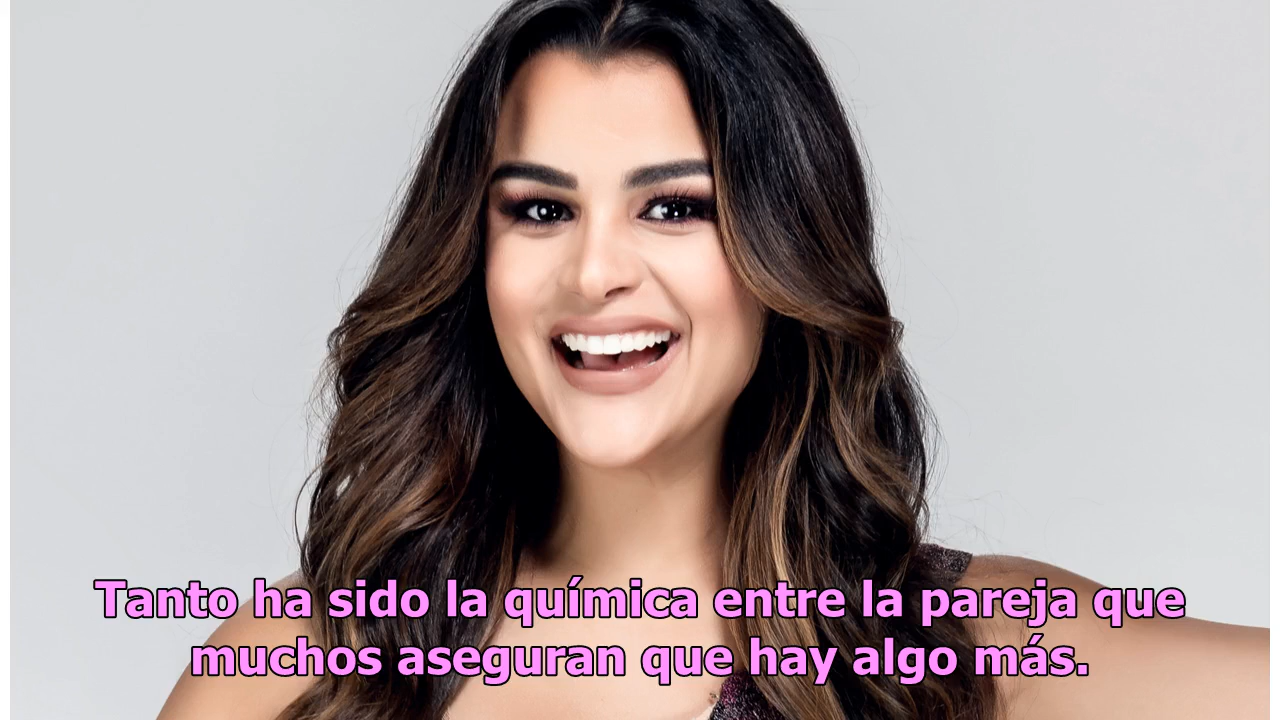 Tanto ha sido la química entre la pareja que
muchos aseguran que hay algo más.